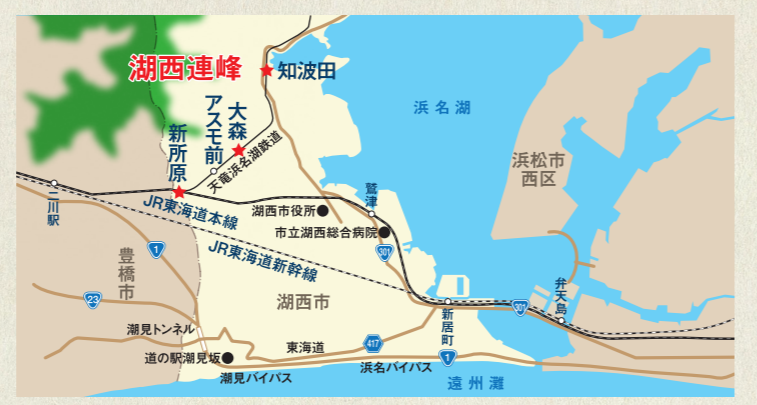 湖西連峰
知波田
大森
アスモ前
新所原
天竜浜名湖鉄道
浜名湖
浜松市
西区
二川駅
JR東海道本線
湖西市役所
鷲津
市立湖西総合病院
301
JR東海道新幹線
豊橋市
1
23
湖西市
弁天島
301
新居町
潮見トンネル
東海道
417
1
道の駅潮見坂
浜名バイパス
潮見バイパス
遠州灘